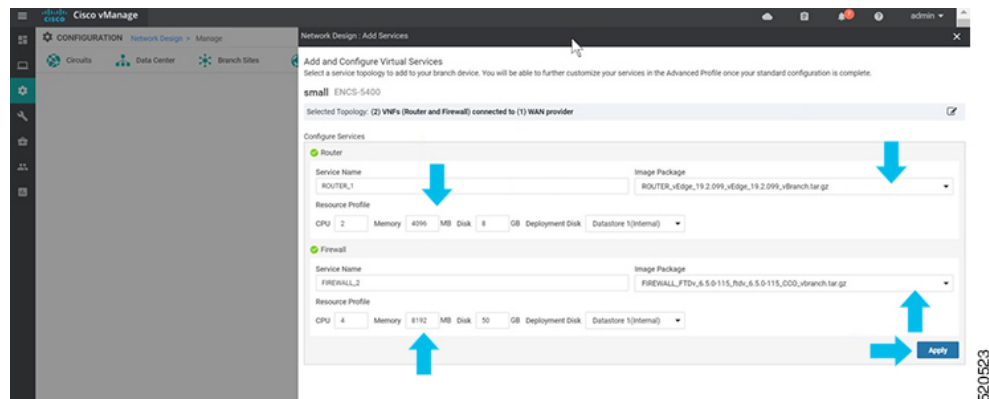 CISCO Cisco vManage admin
CONFIGURATION Network Design > Manage
Circuits Data Center Branch Sites
Network Design : Add Services
Add and Configure Virtual Services
Select a service topology to add to your branch device. You will be able to further customize your services in the Advanced Profile once your standard configuration is complete.
small ENCS-5400
Selected Topology: (2) VNFs (Router and Firewall) connected to (1) WAN provider
Configure Services
Router
Service Name Image Package
ROUTER_1 ROUTER_vEdge_19.2.099_vEdge_19.2.099_vBranch.tar.gz
Resource Profile
CPU 2 Memory 4096 MB Disk 8 GB Deployment Disk Datastore 1(Internal)
Firewall
Service Name Image Package
FIREWALL_2 FIREWALL_FTDv_6.5.0-115_ftdv_6.5.0-115_CCO_vbranch.tar.gz
Resource Profile
CPU 4 Memory 8192 MB Disk 50 GB Deployment Disk Datastore 1(Internal)
Apply
520523